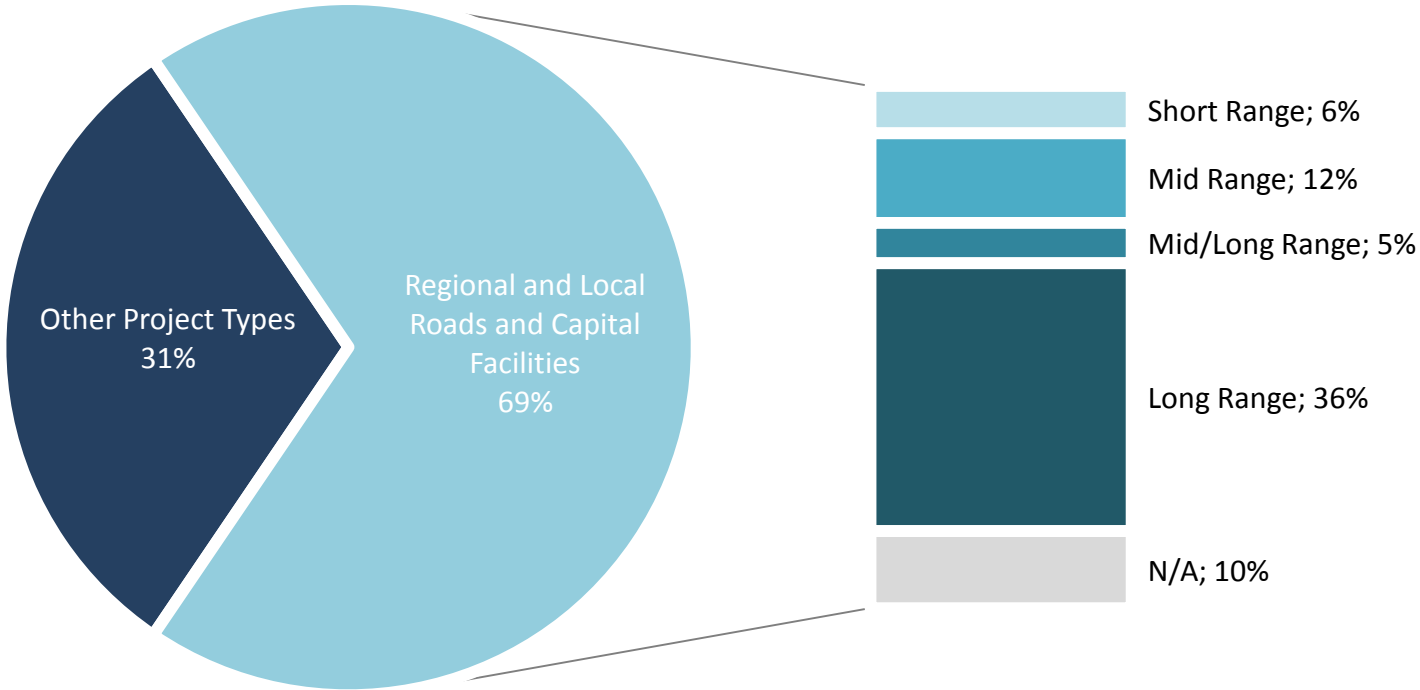 Other Project Types
31%
Regional and Local
Roads and Capital
Facilities
69%
Short Range; 6%
Mid Range; 12%
Mid/Long Range; 5%
Long Range; 36%
N/A; 10%